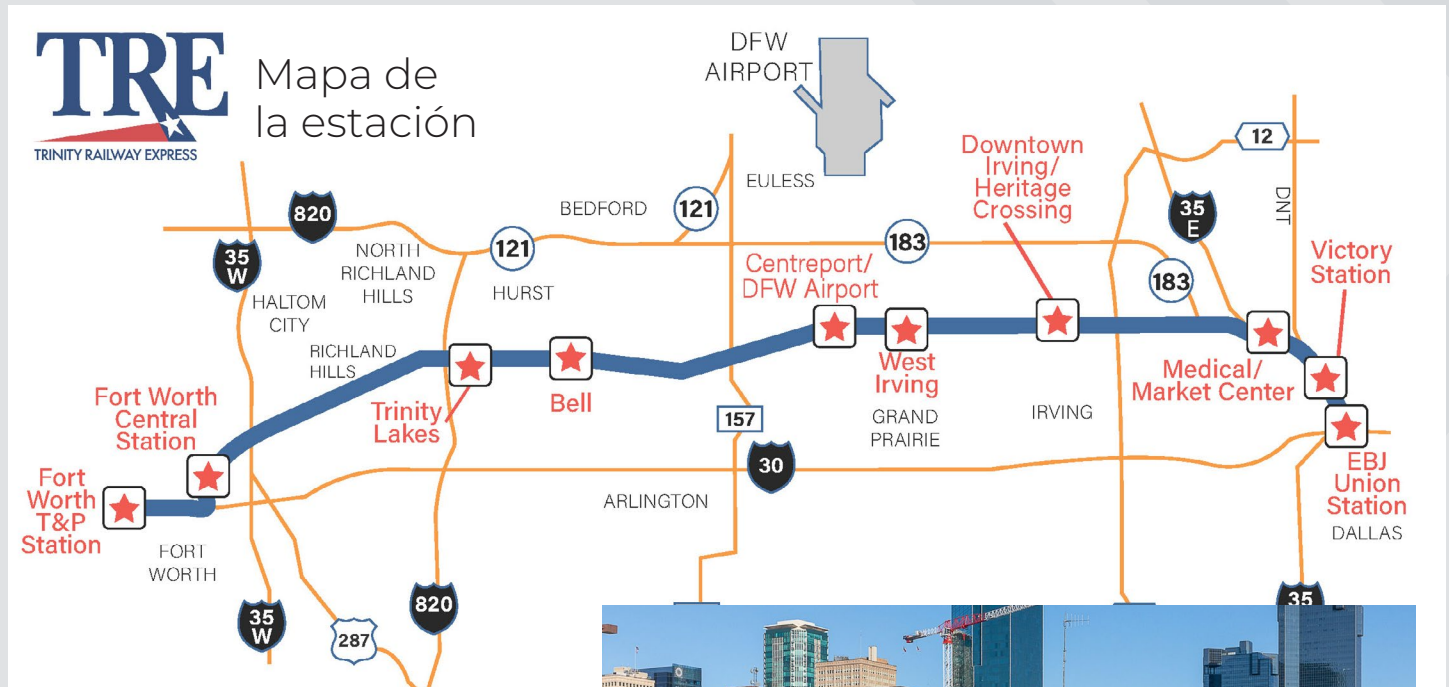 TRE
TRINITY RAILWAY EXPRESS
Mapa de
la estación
DFW
AIRPORT
EULESS
BEDFORD
121
121
820
35
W
NORTH
RICHLAND
HILLS
HURST
HALTOM
CITY
RICHLAND
HILLS
183
Downtown
Irving/
Heritage
Crossing
12
35
E
DNT
183
Victory
Station
Centreport/
DFW Airport
West
Irving
GRAND
PRAIRIE
IRVING
Medical/
Market Center
Fort Worth
Central
Station
Trinity
Lakes
Bell
157
30
ARLINGTON
Fort
Worth
T&P
Station
FORT
WORTH
EBJ
Union
Station
DALLAS
35
W
287
820
35